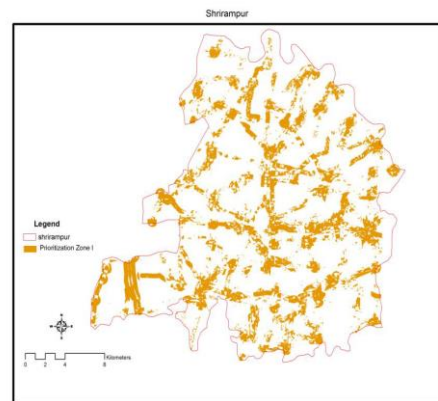 Shrirampur
Legend
shrirampur
Prioritization Zone I
Kilometers
0 2 4 8